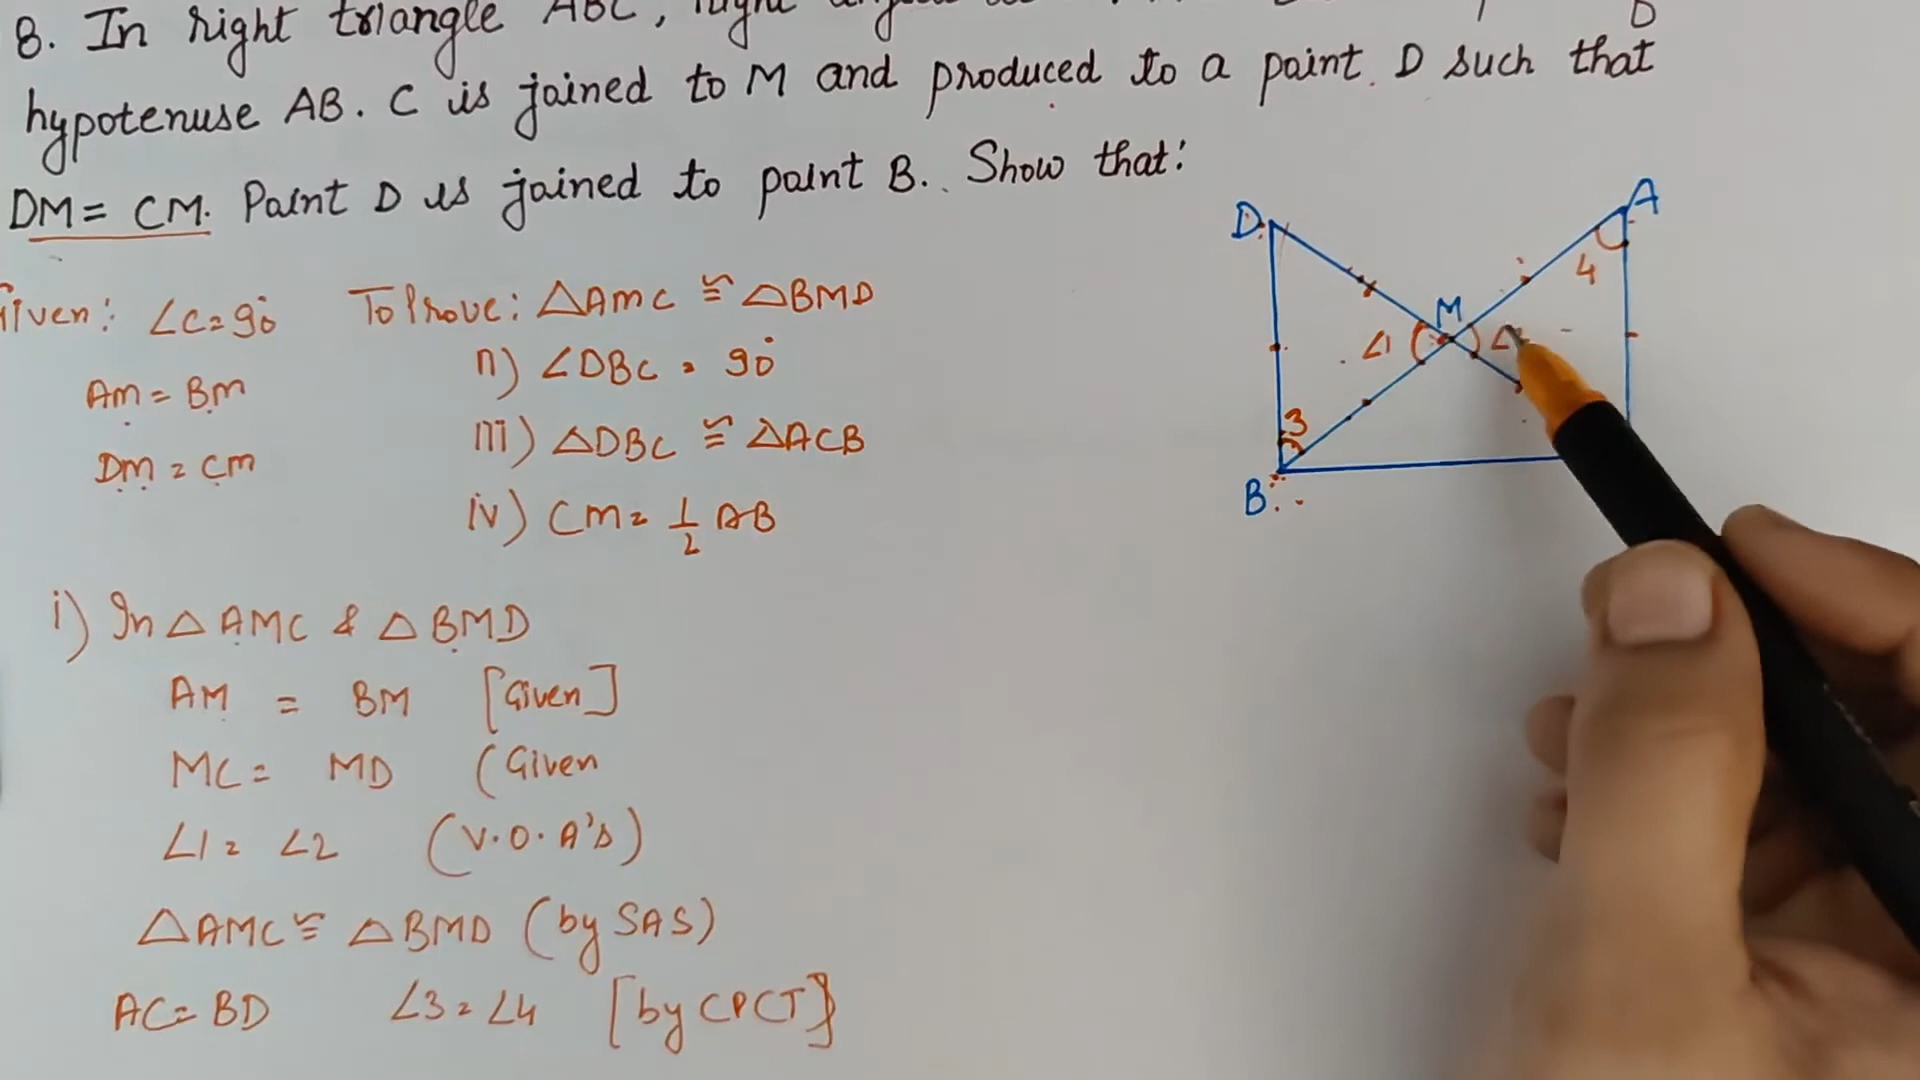 8. In right triangle ABC, right
hypotenuse AB. C is joined to M and produced to a point D such that
DM = CM. Point D is joined to point B. Show that:
Given: ∠C = 90°
AM = BM
DM = CM
To Prove: △AMC ≅ △BMD
II) ∠DBC = 90°
III) △DBC ≅ △ACB
iv) CM = 1/2 AB
i) In △ AMC & △ BMD
AM = BM [Given]
MC = MD (Given
∠1 = ∠2 (V.O.A's)
△AMC ≅ △BMD (by SAS)
AC = BD ∠3 = ∠4 [by CPCT]
D A
4
M
∠1
3
B